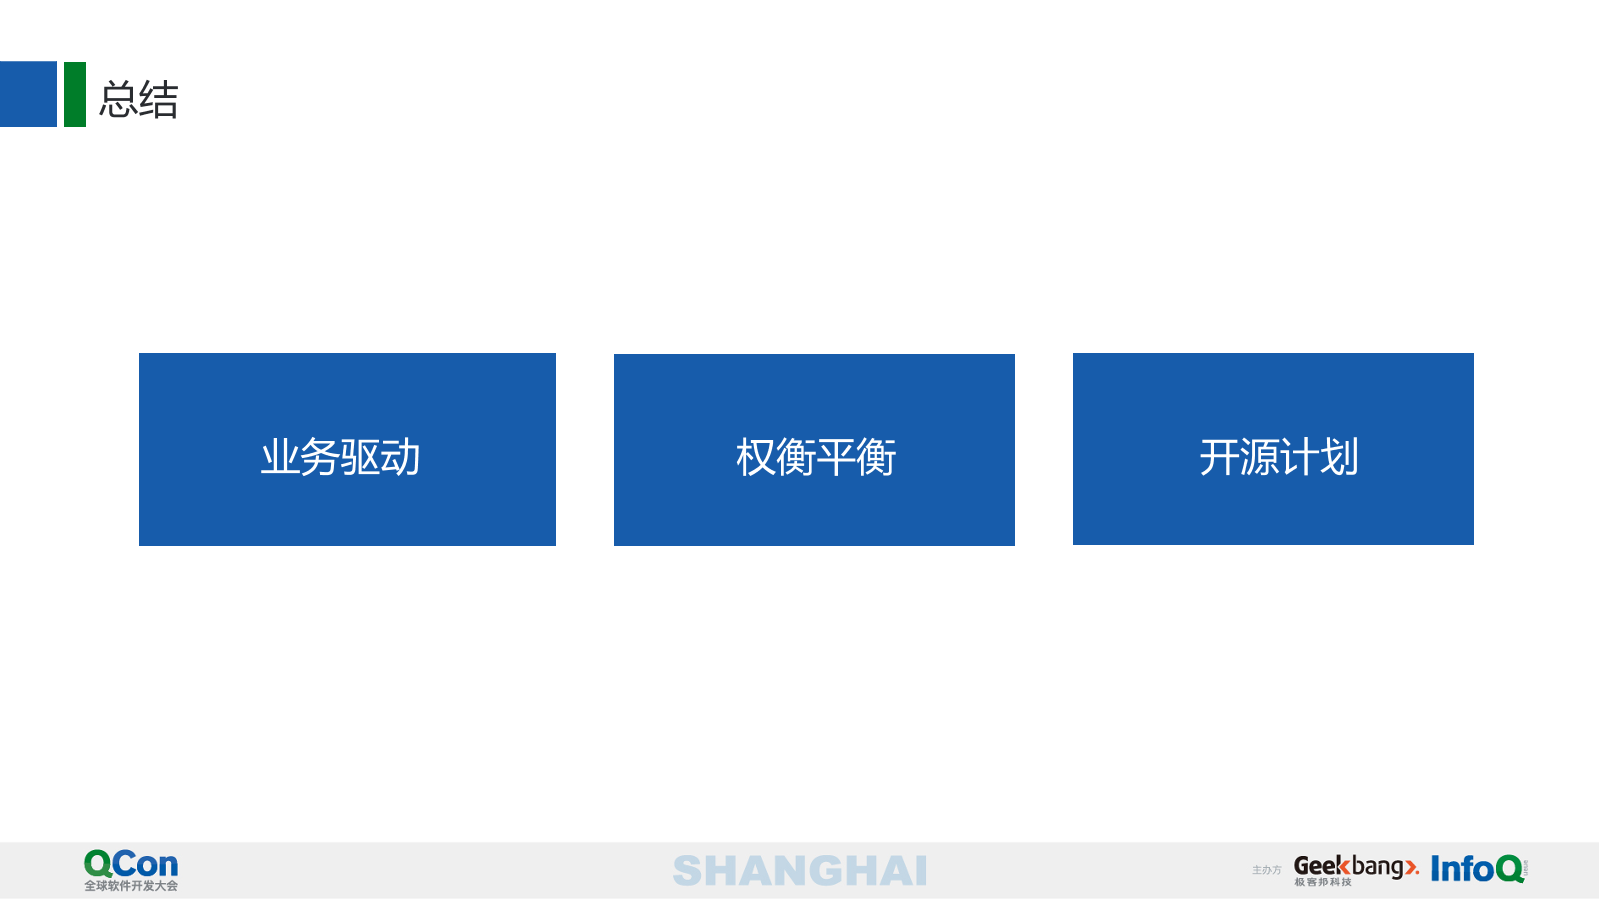 总结
业务驱动
权衡平衡
开源计划
QCon
全球软件开发大会
SHANGHAI
主办方
Geekbang
极客邦科技
InfoQ